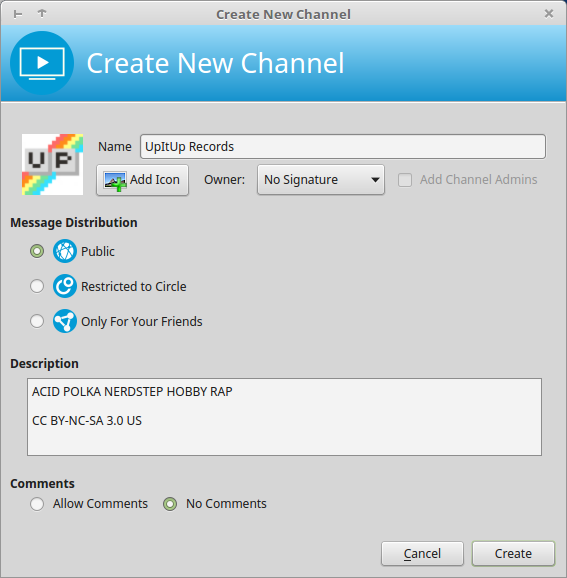 Create New Channel
Create New Channel
UP
Name UpItUp Records
Add Icon Owner: No Signature Add Channel Admins
Message Distribution
Public
Restricted to Circle
Only For Your Friends
Description
ACID POLKA NERDSTEP HOBBY RAP
CC BY-NC-SA 3.0 US
Comments
Allow Comments No Comments
Cancel Create